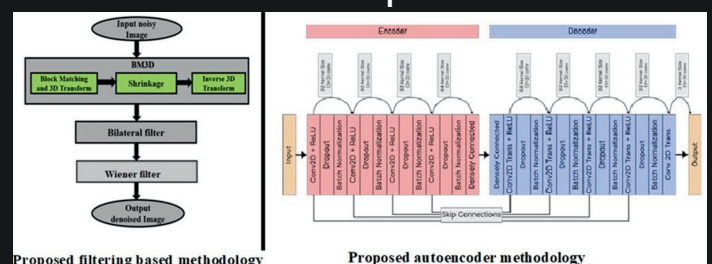 Input noisy
Image
BM3D
Block Matching
and 3D Transform
Shrinkage
Inverse 3D
Transform
Bilateral filter
Wiener filter
Output
denoised Image
Proposed filtering based methodology
Encoder
Decoder
Input
Conv2D + ReLU
Dropout
Batch Normalization
Conv2D + ReLU
Dropout
Batch Normalization
Conv2D + ReLU
Dropout
Batch Normalization
Conv2D + ReLU
Dropout
Batch Normalization
Densely Connected
Densely Connected
Conv2D Trans + ReLU
Dropout
Batch Normalization
Conv2D Trans + ReLU
Dropout
Batch Normalization
Conv2D Trans + ReLU
Dropout
Batch Normalization
Conv2D Trans + ReLU
Dropout
Batch Normalization
Conv 2D Trans
Output
Skip Connections
Proposed autoencoder methodology